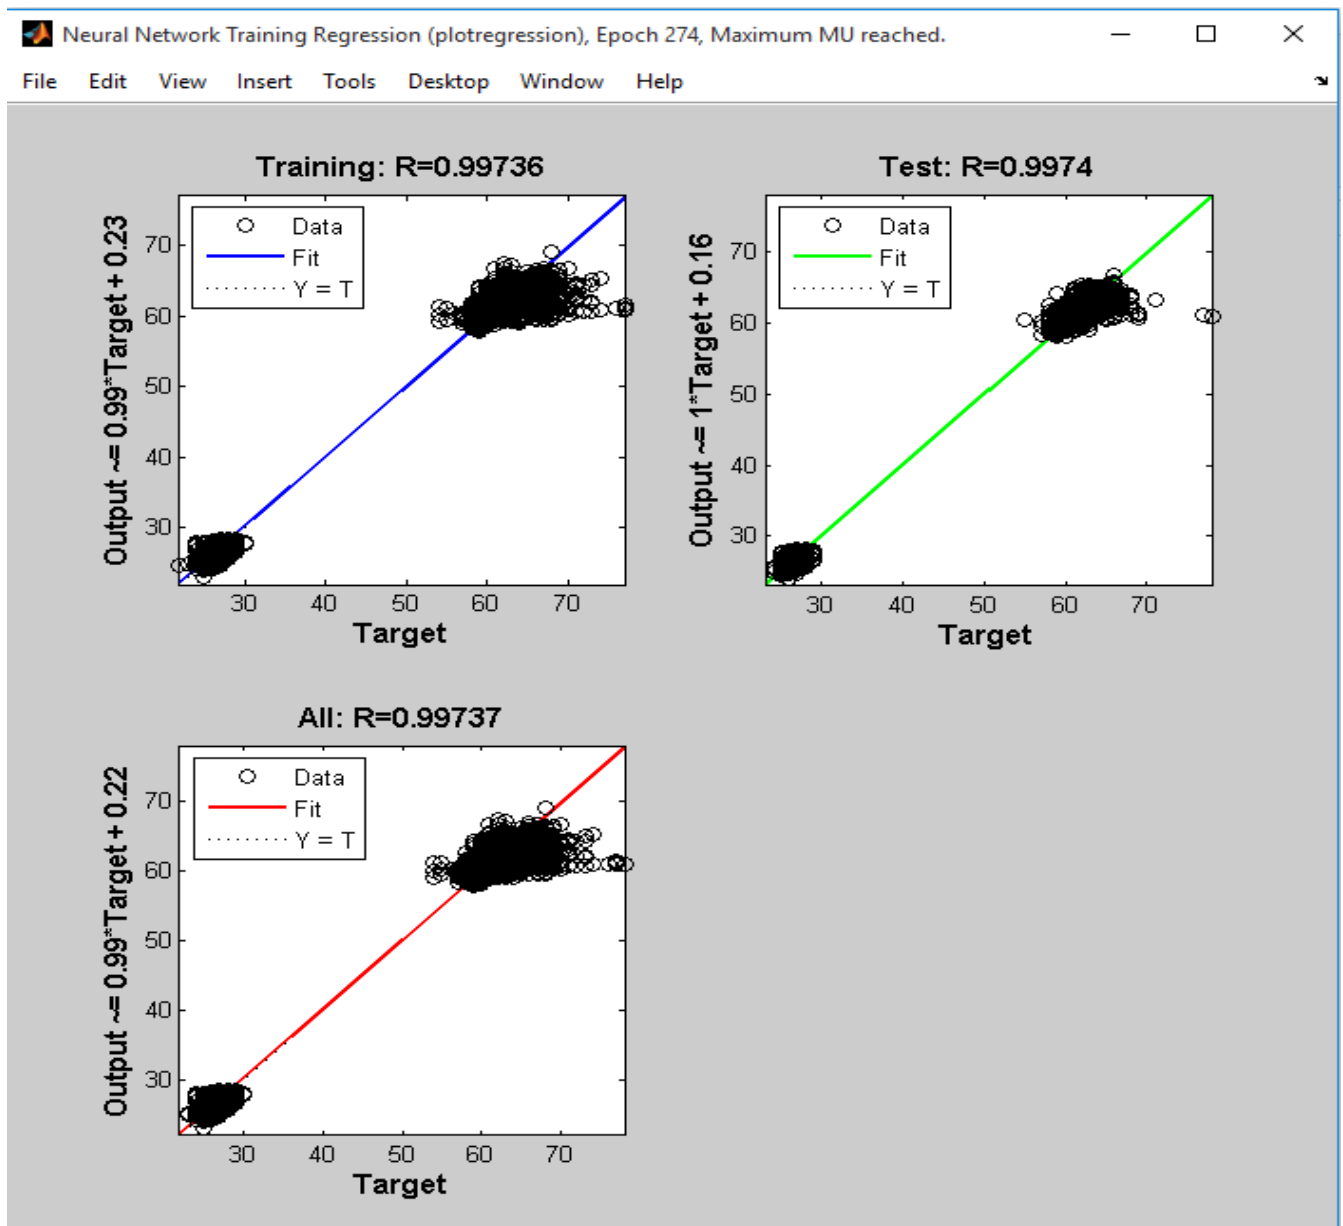 Neural Network Training Regression (plotregression), Epoch 274, Maximum MU reached.
File Edit View Insert Tools Desktop Window Help
Training: R=0.99736
Output ~= 0.99*Target + 0.23
Data
Fit
Y = T
70
60
50
40
30
30 40 50 60 70
Target
Test: R=0.9974
Output ~= 1*Target + 0.16
Data
Fit
Y = T
70
60
50
40
30
30 40 50 60 70
Target
All: R=0.99737
Output ~= 0.99*Target + 0.22
Data
Fit
Y = T
70
60
50
40
30
30 40 50 60 70
Target